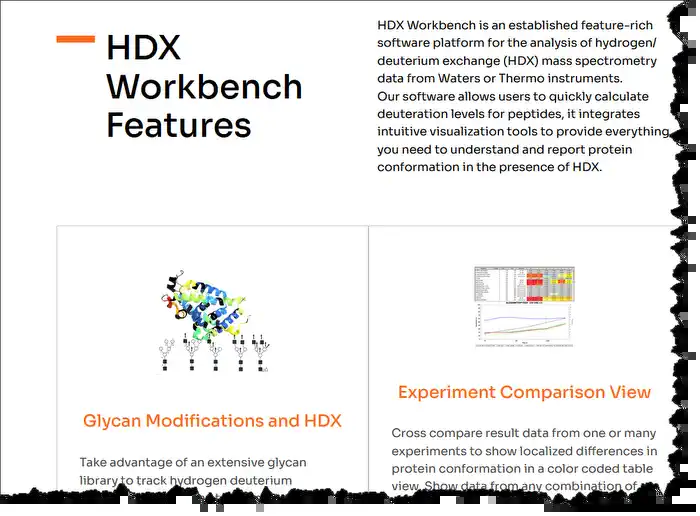 HDX
Workbench
Features
HDX Workbench is an established feature-rich
software platform for the analysis of hydrogen/
deuterium exchange (HDX) mass spectrometry
data from Waters or Thermo instruments.
Our software allows users to quickly calculate
deuteration levels for peptides, it integrates
intuitive visualization tools to provide everything
you need to understand and report protein
conformation in the presence of HDX.
Glycan Modifications and HDX
Take advantage of an extensive glycan
library to track hydrogen deuterium
Experiment Comparison View
Cross compare result data from one or many
experiments to show localized differences in
protein conformation in a color coded table
view. Show data from any combination of